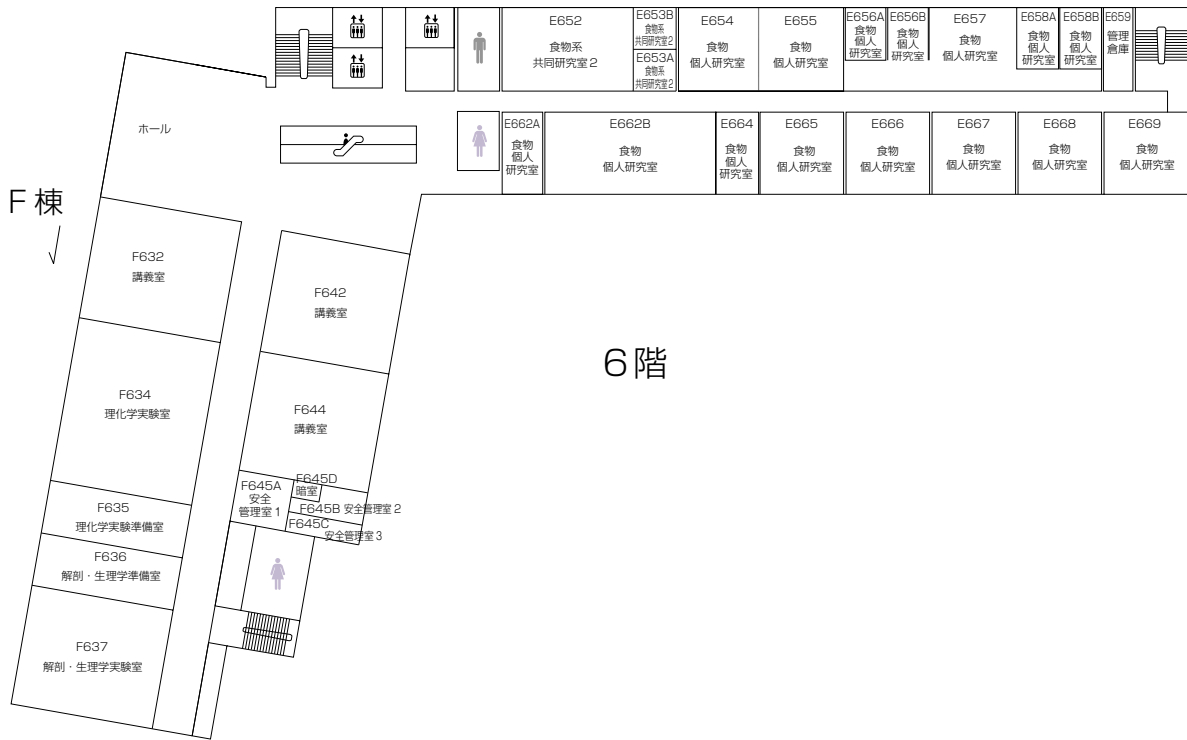 E652
食物系
共同研究室2
E653B
食物系
共同研究室2
E653A
食物系
共同研究室2
E654
食物
個人研究室
E655
食物
個人研究室
E656A
食物
個人
研究室
E656B
食物
個人
研究室
E657
食物
個人研究室
E658A
食物
個人
研究室
E658B
食物
個人
研究室
E659
管理
倉庫
ホール
E662A
食物
個人
研究室
E662B
食物
個人研究室
E664
食物
個人
研究室
E665
食物
個人研究室
E666
食物
個人研究室
E667
食物
個人研究室
E668
食物
個人研究室
E669
食物
個人研究室
F棟
F632
講義室
F642
講義室
6階
F634
理化学実験室
F644
講義室
F645A
安全
管理室1
F645D
暗室
F645B 安全管理室2
F645C
安全管理室3
F635
理化学実験準備室
F636
解剖・生理学準備室
F637
解剖・生理学実験室